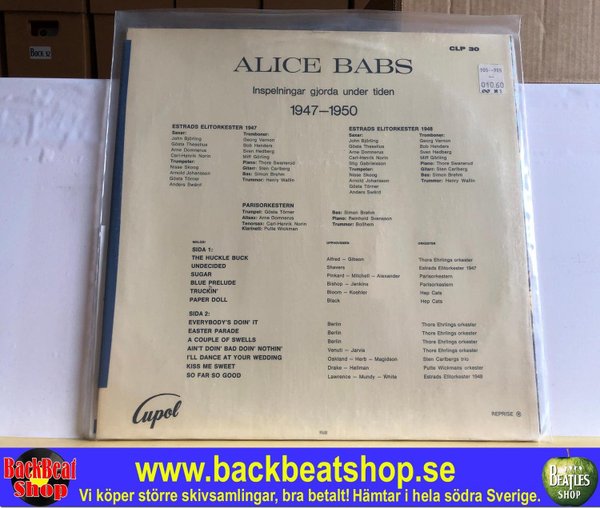 BOCK 52
CLP 30
ALICE BABS
Inspelningar gjorda under tiden
1947—1950
ESTRADS ELITORKESTER 1947
Saxar:
John Björling
Gösta Theselius
Arne Domnerus
Carl-Henrik Norin
Trumpeter:
Nisse Skoog
Arnold Johansson
Gösta Törner
Anders Swärd
Tromboner:
Georg Vernon
Bob Henders
Sven Hedberg
Miff Görling
Piano: Thore Swanerud
Gitarr: Sten Carlberg
Bas: Simon Brehm
Trummor: Henry Wallin
ESTRADS ELITORKESTER 1948
Saxar:
John Björling
Gösta Theselius
Arne Domnerus
Carl-Henrik Norin
Stig Gabrielsson
Trumpeter:
Nisse Skoog
Arnold Johansson
Gösta Törner
Anders Swärd
Tromboner:
Georg Vernon
Bob Henders
Sven Hedberg
Miff Görling
Piano: Thore Swanerud
Gitarr: Sten Carlberg
Bas: Simon Brehm
Trummor: Henry Wallin
PARISORKESTERN
Trumpet: Gösta Törner
Altsax: Arne Domnerus
Tenorsax: Carl-Henrik Norin
Klarinett: Putte Wickman
Bas: Simon Brehm
Piano: Reinhold Svensson
Trummor:
UPPHOVSMÄN
ORKESTER
SIDA 1:
THE HUCKLE BUCK Alfred – Gibson Thore Ehrlings orkester
UNDECIDED Shavers Estrads Elitorkester 1947
SUGAR Pinkard – Mitchell – Alexander Parisorkestern
BLUE PRELUDE Bishop – Jenkins Parisorkestern
TRUCKIN' Bloom – Koehler Hep Cats
PAPER DOLL Black Hep Cats
SIDA 2:
EVERYBODY'S DOIN' IT Berlin Thore Ehrlings orkester
EASTER PARADE Berlin Thore Ehrlings orkester
A COUPLE OF SWELLS Berlin Thore Ehrlings orkester
AIN'T DOIN' BAD DOIN' NOTHIN' Venuti – Jarvis Thore Ehrlings orkester
I'LL DANCE AT YOUR WEDDING Oakland – Herb – Magidson Sten Carlbergs trio
KISS ME SWEET Drake – Hallman Putte Wickmans orkester
SO FAR SO GOOD Lawrence – Mundy – White Estrads Elitorkester 1948
Cupol
REPRISE
BackBeat
Shop
www.backbeatshop.se
Vi köper större skivsamlingar, bra betalt! Hämtar i hela södra Sverige.
BEATLES
SHOP